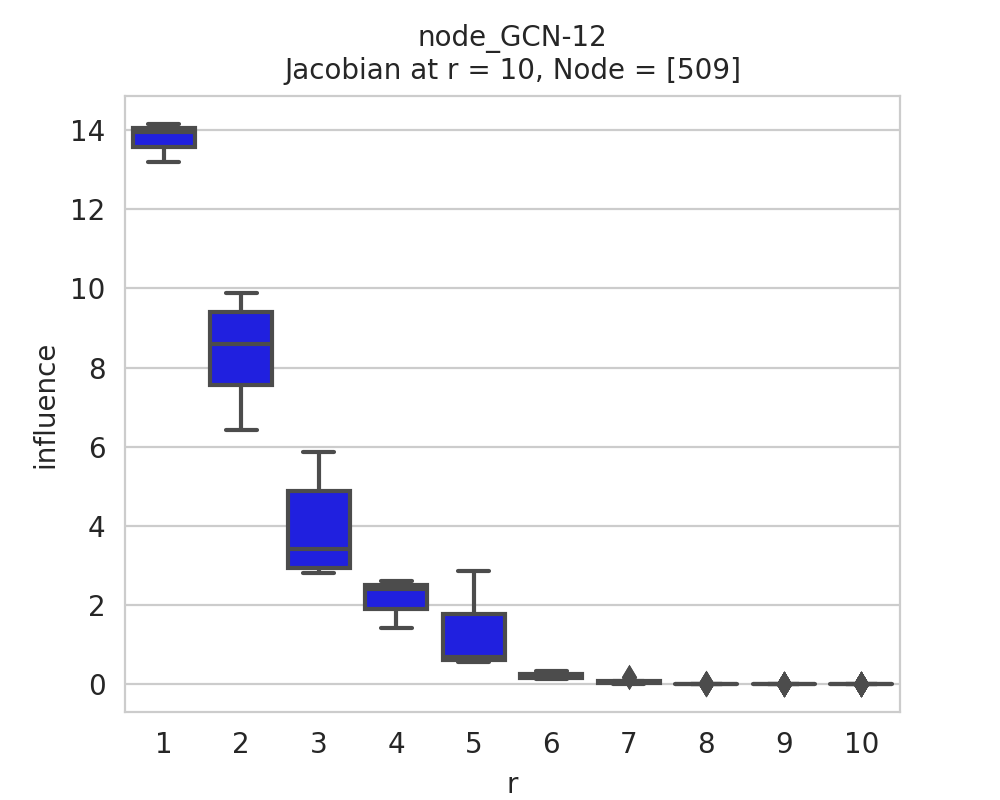 node_GCN-12
Jacobian at r = 10, Node = [509]
14
12
10
8
6
4
2
0
influence
1 2 3 4 5 6 7 8 9 10
r